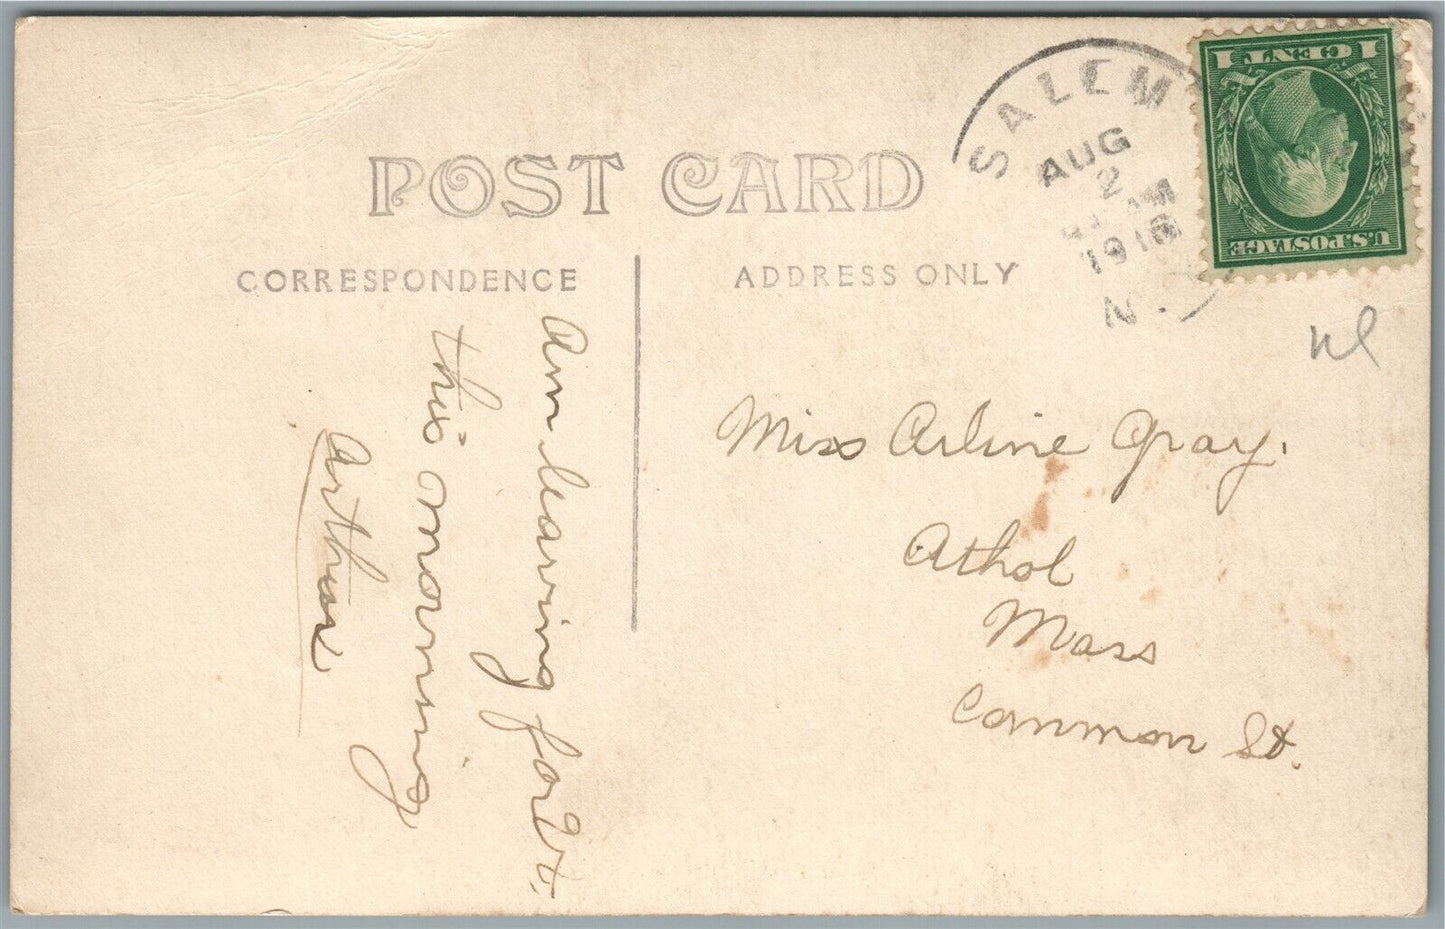 POST CARD
CORRESPONDENCE
ADDRESS ONLY
SALEM
AUG
2
M
1916
N.
1 CENT 1
U.S. POSTAGE
nl
Am leaving for
this morning
Arthur
Miss Arline Gray.
Athol
Mass
Common St.